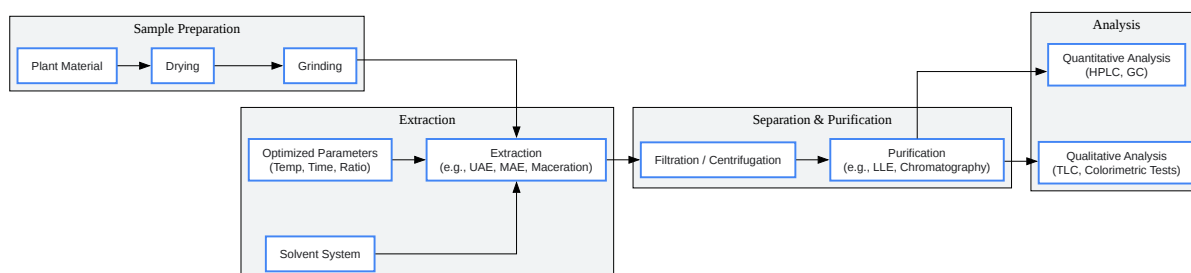 Sample Preparation
Plant Material
Drying
Grinding
Extraction
Optimized Parameters
(Temp, Time, Ratio)
Extraction
(e.g., UAE, MAE, Maceration)
Solvent System
Separation & Purification
Filtration / Centrifugation
Purification
(e.g., LLE, Chromatography)
Analysis
Quantitative Analysis
(HPLC, GC)
Qualitative Analysis
(TLC, Colorimetric Tests)